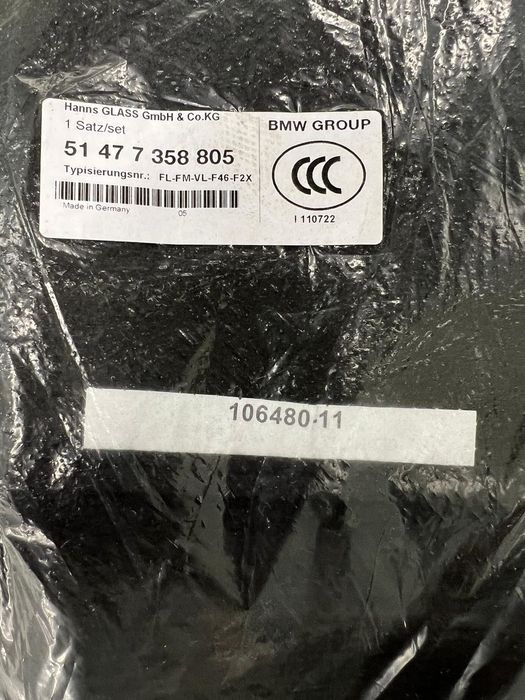 Hanns GLASS GmbH & Co.KG
1 Satz/set
51 47 7 358 805
Typisierungsnr.: FL-FM-VL-F46-F2X
Made in Germany
05
BMW GROUP
CCC
I 110722
106480-11